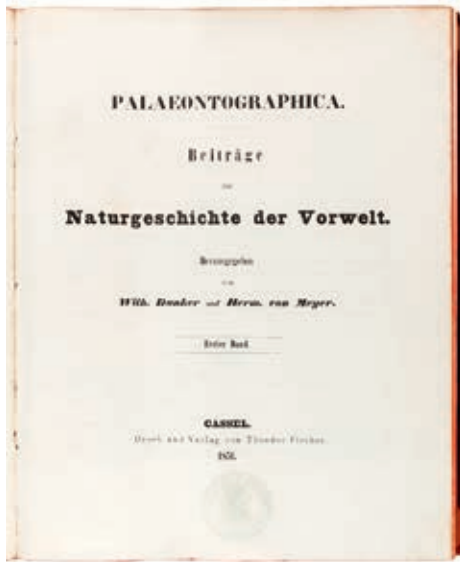 PALAEONTOGRAPHICA.
Beiträge
zur
Naturgeschichte der Vorwelt.
Herausgegeben
von
Wilh. Dunker und Herm. von Meyer.
Erster Band.
CASSEL.
Druck und Verlag von Theodor Fischer.
1851.